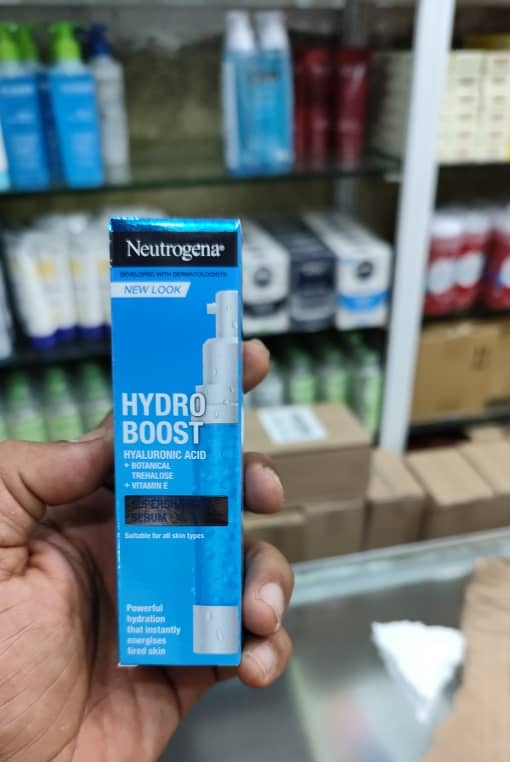 Neutrogena®
DEVELOPED WITH DERMATOLOGISTS
NEW LOOK
HYDRO
BOOST
HYALURONIC ACID
+ BOTANICAL
TREHALOSE
+ VITAMIN E
SERUM
Suitable for all skin types
Powerful
hydration
that instantly
energises
tired skin